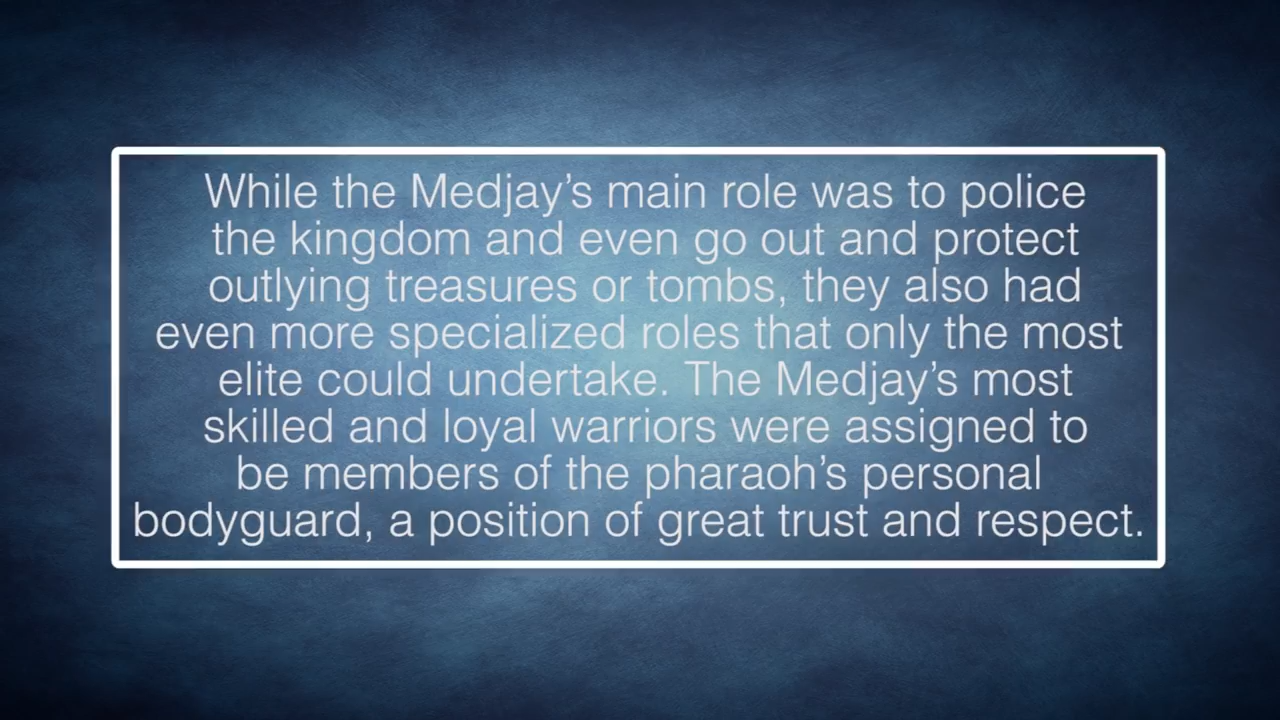 While the Medjay’s main role was to police
the kingdom and even go out and protect
outlying treasures or tombs, they also had
even more specialized roles that only the most
elite could undertake. The Medjay’s most
skilled and loyal warriors were assigned to
be members of the pharaoh’s personal
bodyguard, a position of great trust and respect.